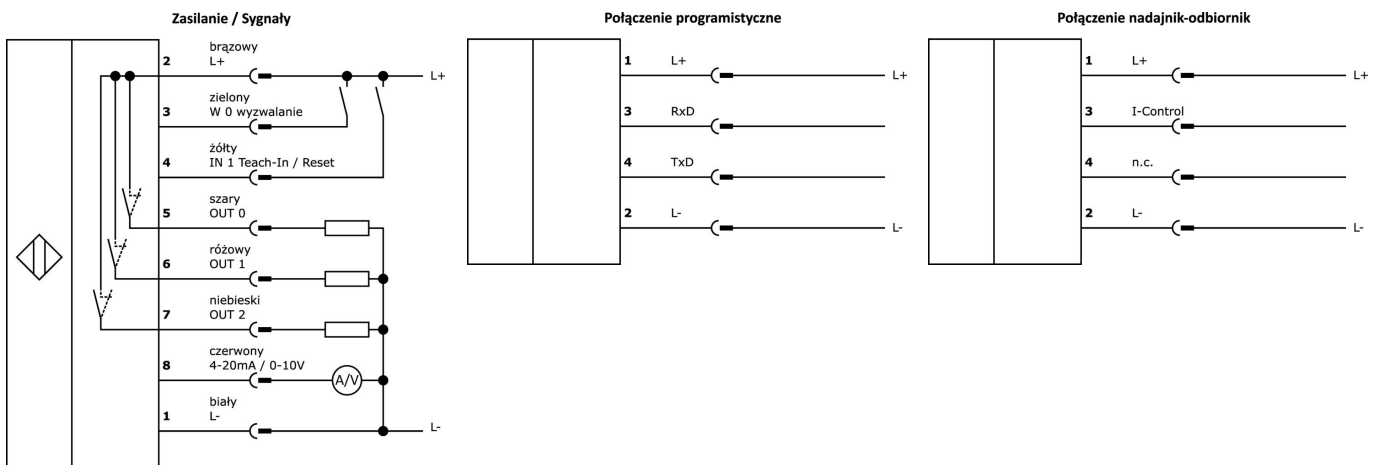 Zasilanie / Sygnały
brązowy
2 L+ L+
zielony
3 W 0 wyzwalanie
żółty
4 IN 1 Teach-In / Reset
szary
5 OUT 0
różowy
6 OUT 1
niebieski
7 OUT 2
czerwony
8 4-20mA / 0-10V
A/V
biały
1 L- L-
Połączenie programistyczne
1 L+ L+
3 RxD
4 TxD
2 L- L-
Połączenie nadajnik-odbiornik
1 L+ L+
3 I-Control
4 n.c.
2 L- L-